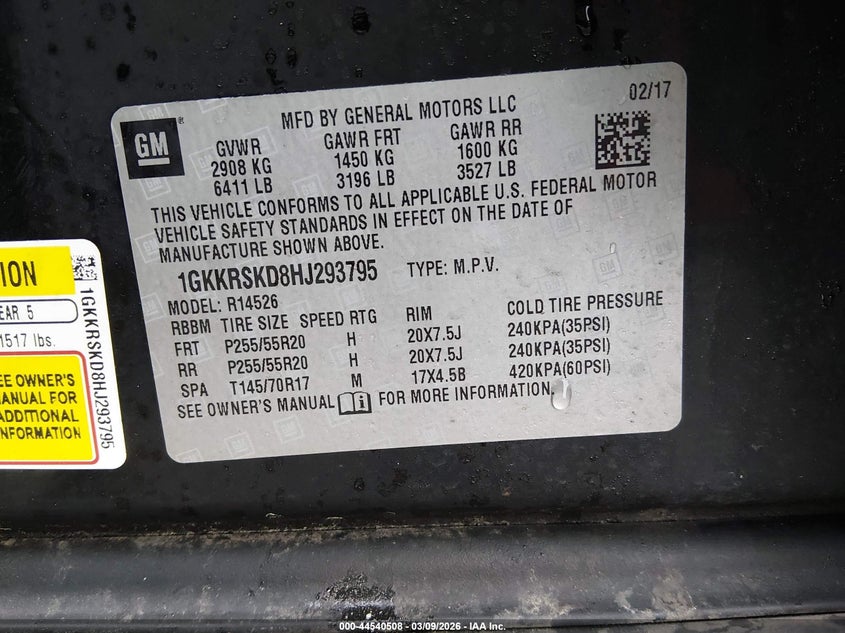 MFD BY GENERAL MOTORS LLC
02/17
GM
®
GVWR GAWR FRT GAWR RR
2908 KG 1450 KG 1600 KG
6411 LB 3196 LB 3527 LB
THIS VEHICLE CONFORMS TO ALL APPLICABLE U.S. FEDERAL MOTOR
VEHICLE SAFETY STANDARDS IN EFFECT ON THE DATE OF
MANUFACTURE SHOWN ABOVE.
1GKKRSKD8HJ293795 TYPE: M.P.V.
MODEL: R14526
RBBM TIRE SIZE SPEED RTG RIM COLD TIRE PRESSURE
FRT P255/55R20 H 20X7.5J 240KPA(35PSI)
RR P255/55R20 H 20X7.5J 240KPA(35PSI)
SPA T145/70R17 M 17X4.5B 420KPA(60PSI)
SEE OWNER'S MANUAL FOR MORE INFORMATION.
EAR 5
1517 lbs.
EE OWNER'S
MANUAL FOR
ADDITIONAL
NFORMATION
1GKKRSKD8HJ293795
000-44540508 — 03/09/2026 — IAA Inc.